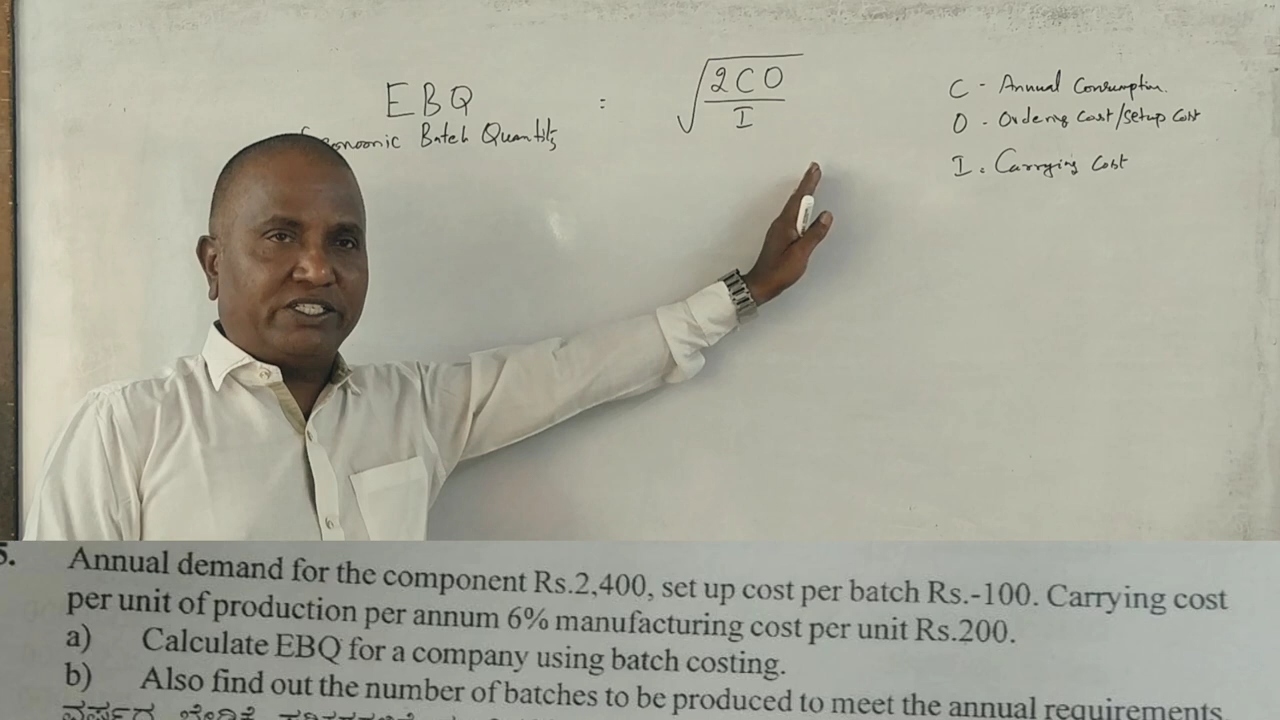 EBQ : √2CO/I
Economic Batch Quantity
C - Annual Consumption.
O - Ordering Cost/Setup Cost
I - Carrying Cost
5. Annual demand for the component Rs.2,400, set up cost per batch Rs.-100. Carrying cost
per unit of production per annum 6% manufacturing cost per unit Rs.200.
a) Calculate EBQ for a company using batch costing.
b) Also find out the number of batches to be produced to meet the annual requirements